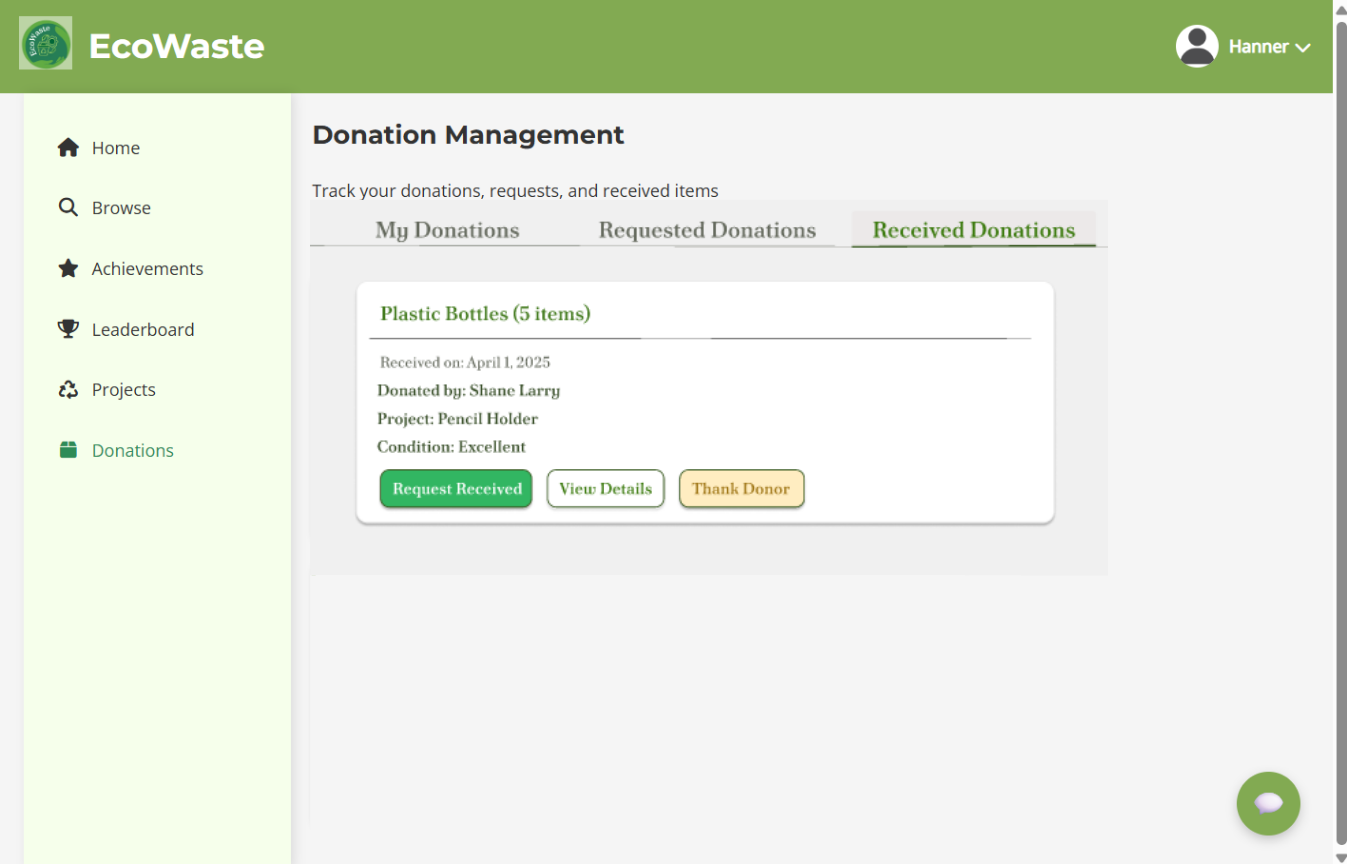 EcoWaste
EcoWaste
Hanner
Home
Browse
Achievements
Leaderboard
Projects
Donations
Donation Management
Track your donations, requests, and received items
My Donations
Requested Donations
Received Donations
Plastic Bottles (5 items)
Received on: April 1, 2025
Donated by: Shane Larry
Project: Pencil Holder
Condition: Excellent
Request Received
View Details
Thank Donor